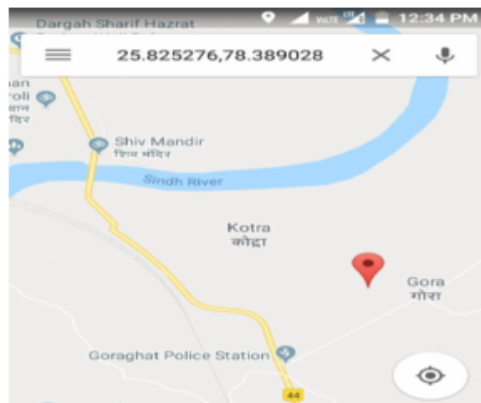 Dargah Sharif Hazrat
12:34 PM
25.825276,78.389028
Shiv Mandir
शिव मंदिर
Sindh River
Kotra
कोट्रा
Gora
गोरा
Goraghat Police Station
44